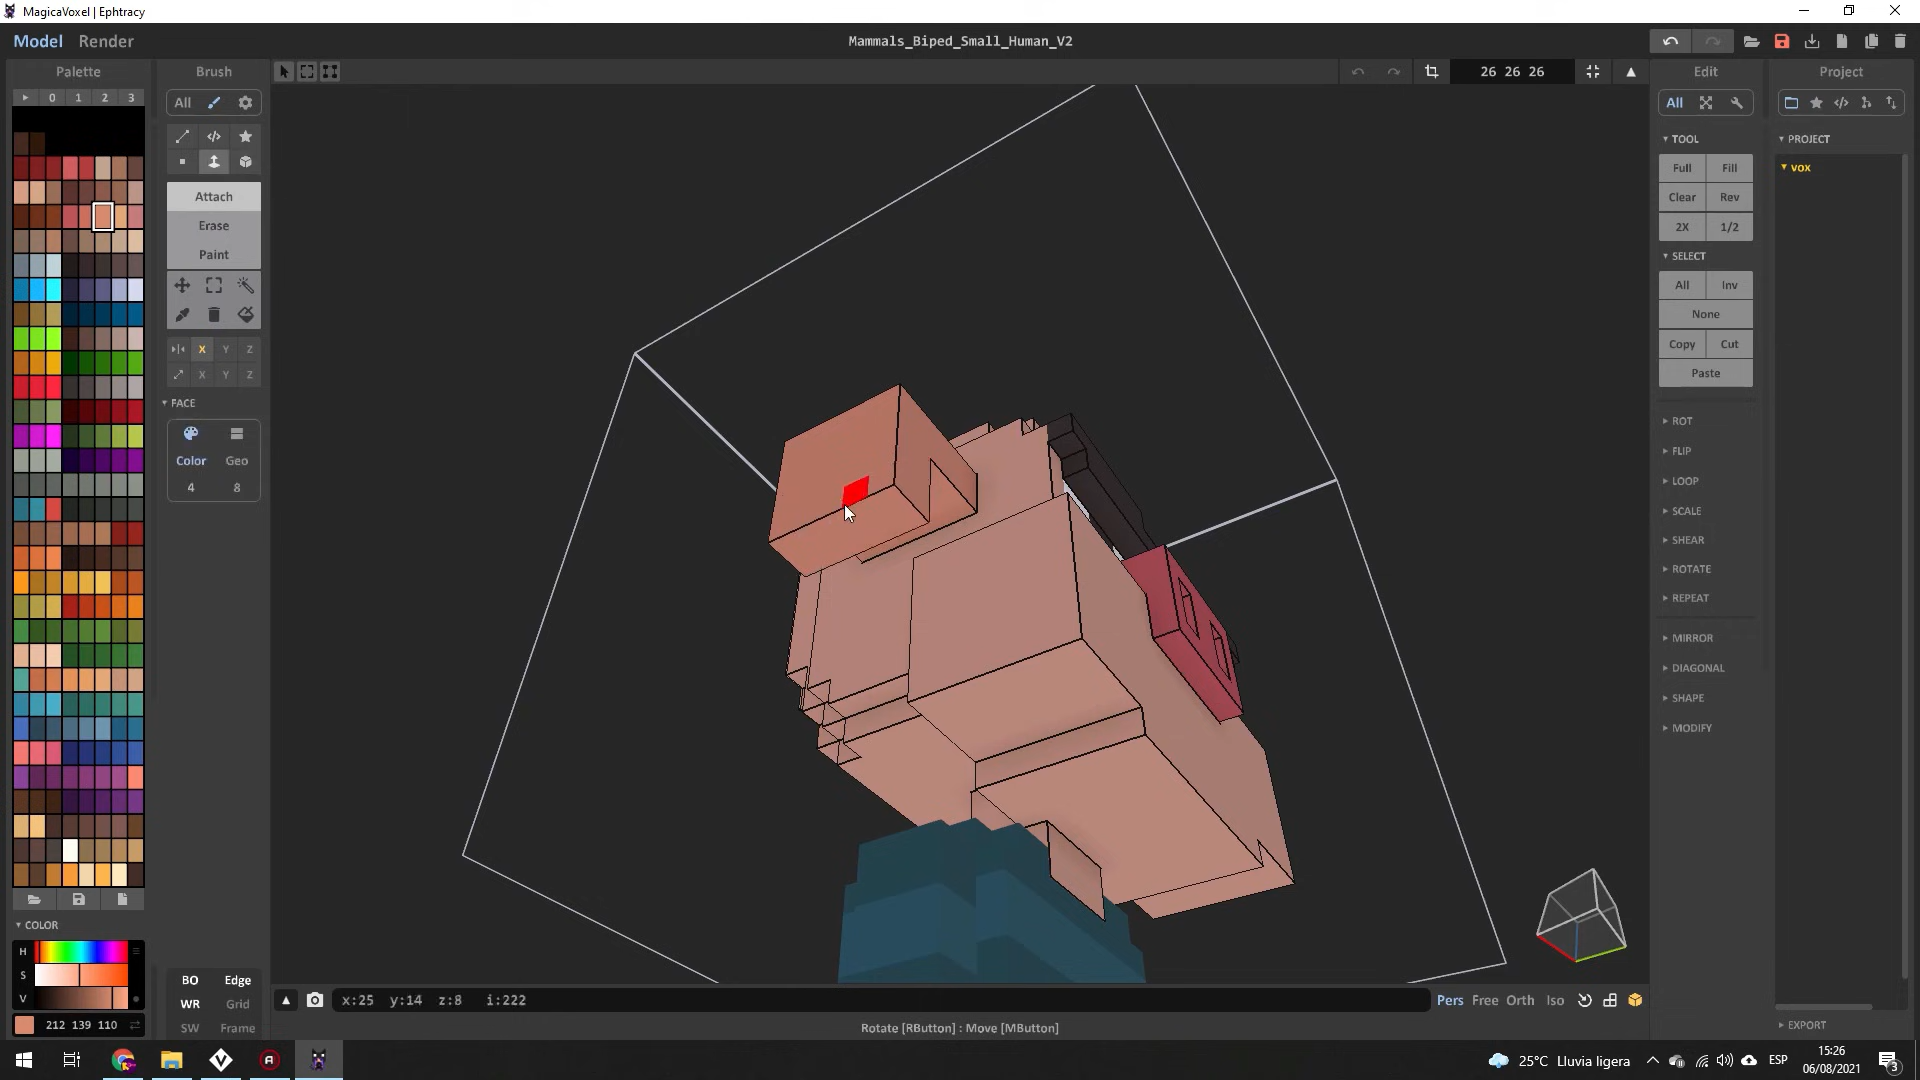 MagicaVoxel | Ephtracy
Model Render
Mammals_Biped_Small_Human_V2
Palette
Brush
26 26 26
Edit
Project
0 1 2 3
All
All
TOOL
PROJECT
Full Fill
vox
Attach
Clear Rev
Erase
2X 1/2
Paint
SELECT
All Inv
None
X Y Z
Copy Cut
X Y Z
Paste
FACE
ROT
FLIP
Color Geo
4 8
LOOP
SCALE
SHEAR
ROTATE
REPEAT
MIRROR
DIAGONAL
SHAPE
MODIFY
COLOR
H
S
V
212 139 110
BO Edge
WR Grid
SW Frame
x:25 y:14 z:8 i:222
Pers Free Orth Iso
Rotate [RButton] : Move [MButton]
EXPORT
25°C Lluvia ligera
ESP
15:26
06/08/2021
3